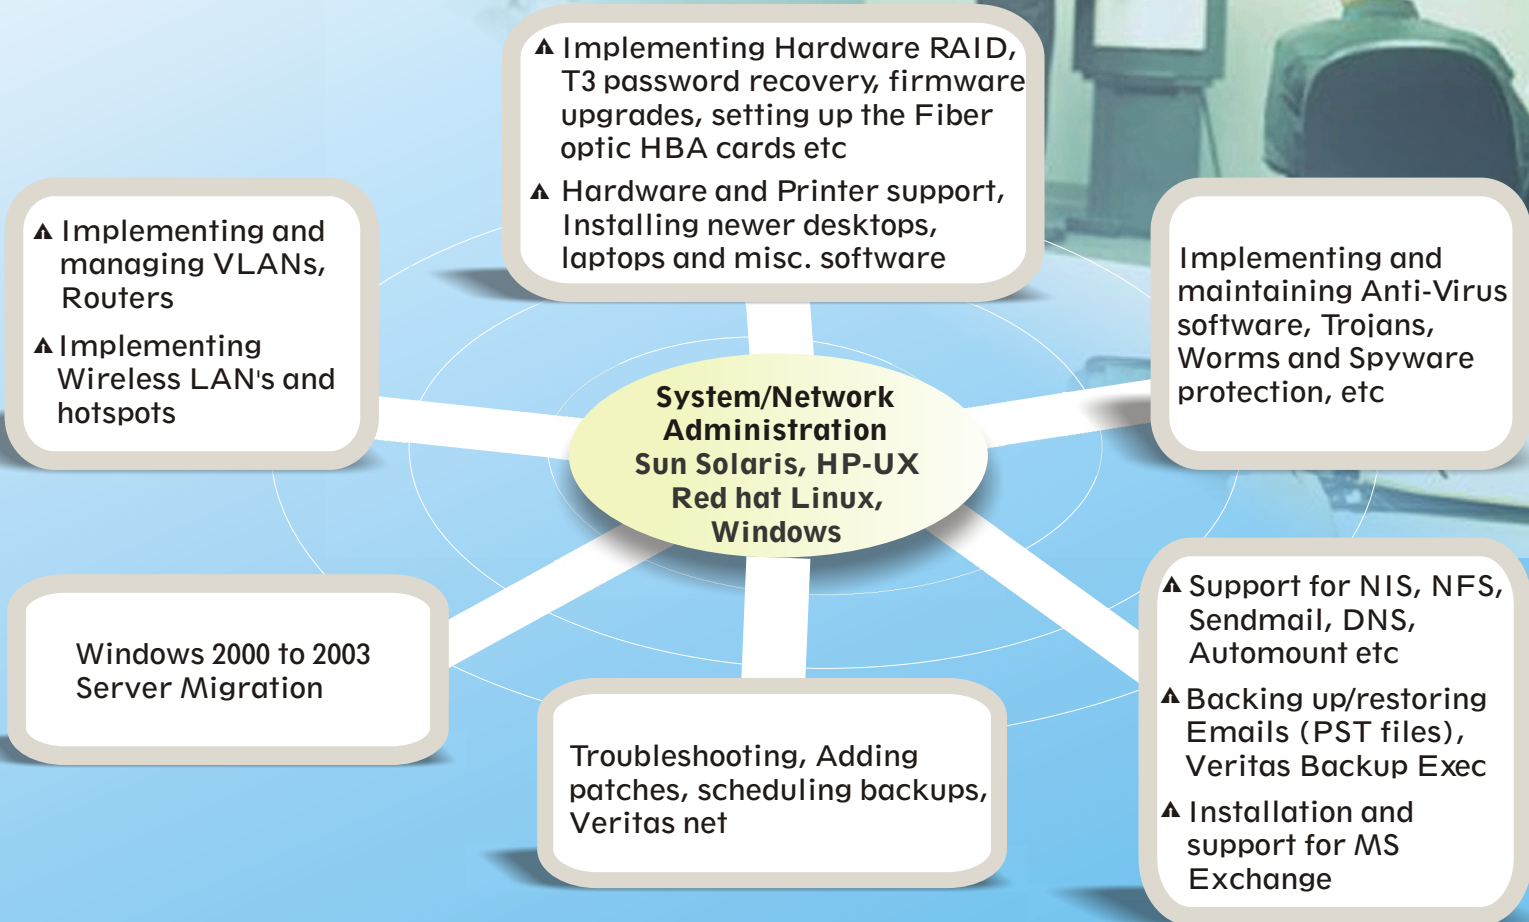 Implementing Hardware RAID,
T3 password recovery, firmware
upgrades, setting up the Fiber
optic HBA cards etc
Hardware and Printer support,
Installing newer desktops,
laptops and misc. software
Implementing and
managing VLANs,
Routers
Implementing
Wireless LAN's and
hotspots
Implementing and
maintaining Anti-Virus
software, Trojans,
Worms and Spyware
protection, etc
System/Network
Administration
Sun Solaris, HP-UX
Red hat Linux,
Windows
Windows 2000 to 2003
Server Migration
Troubleshooting, Adding
patches, scheduling backups,
Veritas net
Support for NIS, NFS,
Sendmail, DNS,
Automount etc
Backing up/restoring
Emails (PST files),
Veritas Backup Exec
Installation and
support for MS
Exchange